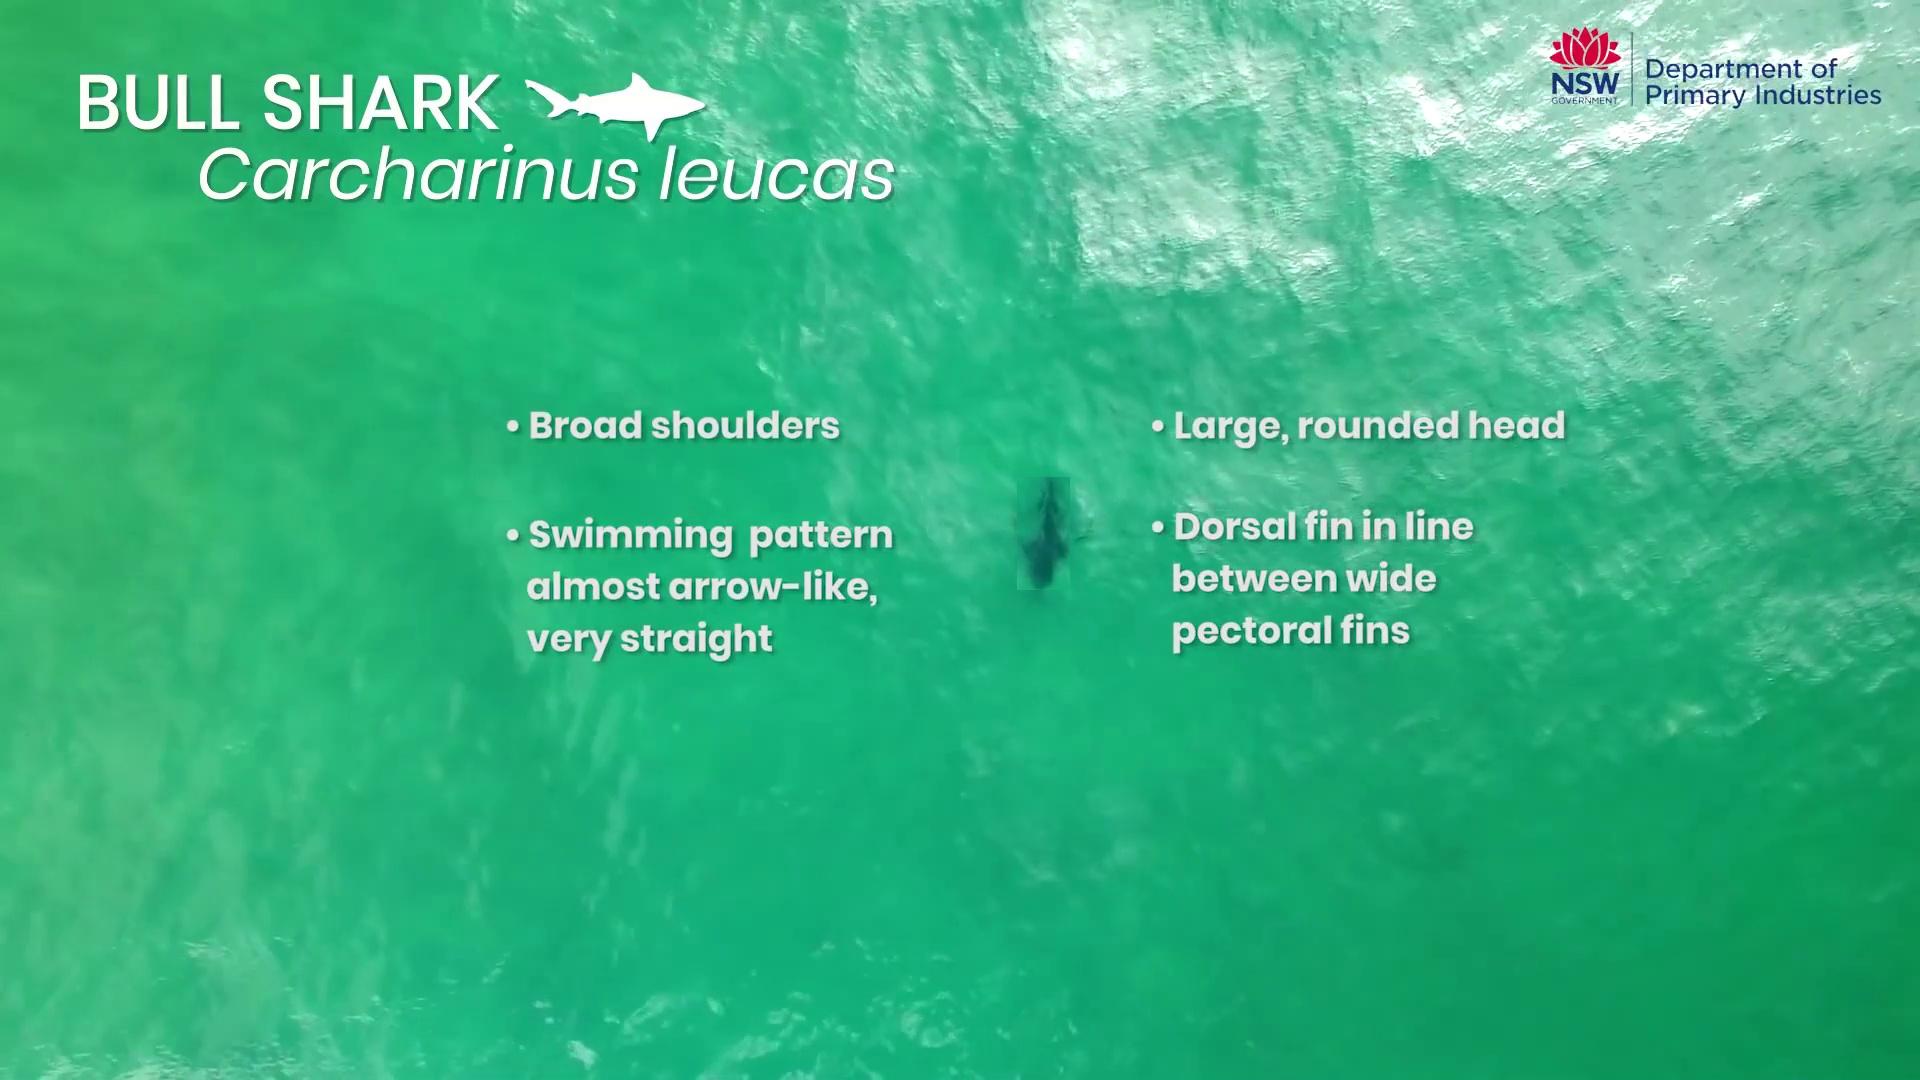 BULL SHARK
Carcharinus leucas
NSW
GOVERNMENT
Department of
Primary Industries
• Broad shoulders
• Swimming pattern
almost arrow-like,
very straight
• Large, rounded head
• Dorsal fin in line
between wide
pectoral fins